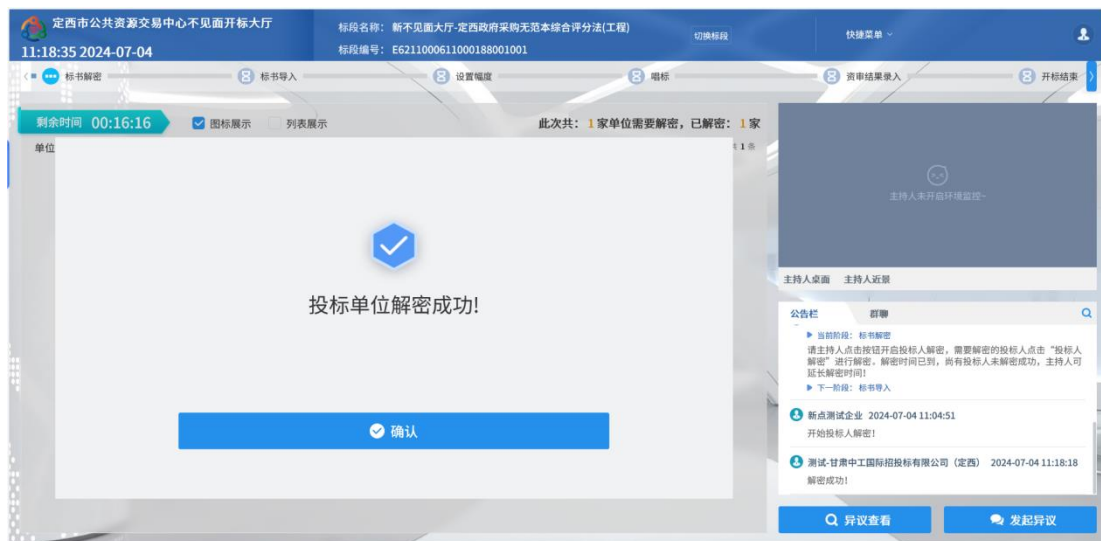 定西市公共资源交易中心不见面开标大厅
11:18:35 2024-07-04
标段名称： 新不见面大厅-定西政府采购无范本综合评分法(工程)
标段编号： E6211000611000188001001
切换标段
快捷菜单
标书解密
标书导入
设置幅度
唱标
资审结果录入
开标结束
剩余时间 00:16:16
图标展示
列表展示
此次共： 1 家单位需要解密，已解密： 1 家
单位
1 条
投标单位解密成功!
确认
主持人未开启环境监控~
主持人桌面 主持人近景
公告栏 群聊
当前阶段： 标书解密
请主持人点击按钮开启投标人解密，需要解密的投标人点击“投标人
解密”进行解密，解密时间已到，尚有投标人未解密成功，主持人可
延长解密时间!
下一阶段： 标书导入
新点测试企业 2024-07-04 11:04:51
开始投标人解密!
测试-甘肃中工国际招投标有限公司（定西） 2024-07-04 11:18:18
解密成功!
异议查看
发起异议